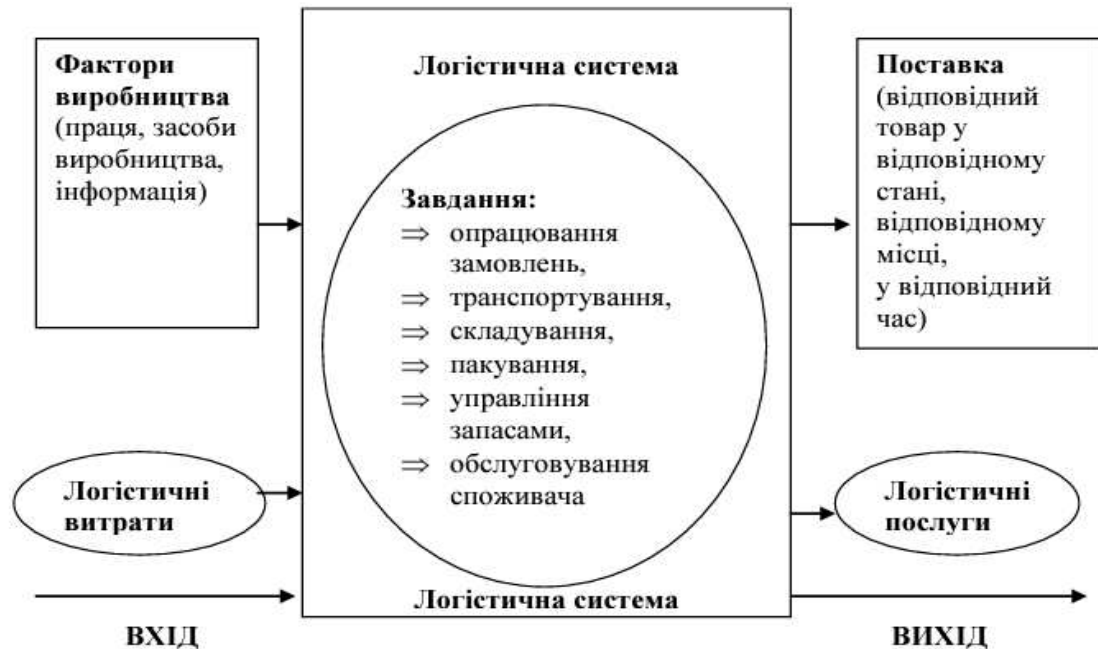 Фактори
виробництва
(праця, засоби
виробництва,
інформація)
Логістичні
витрати
ВХІД
Логістична система
Завдання:
⇒ опрацювання
замовлень,
⇒ транспортування,
⇒ складування,
⇒ пакування,
⇒ управління
запасами,
⇒ обслуговування
споживача
Логістична система
Поставка
(відповідний
товар у
відповідному
стані,
відповідному
місці,
у відповідний
час)
Логістичні
послуги
ВИХІД